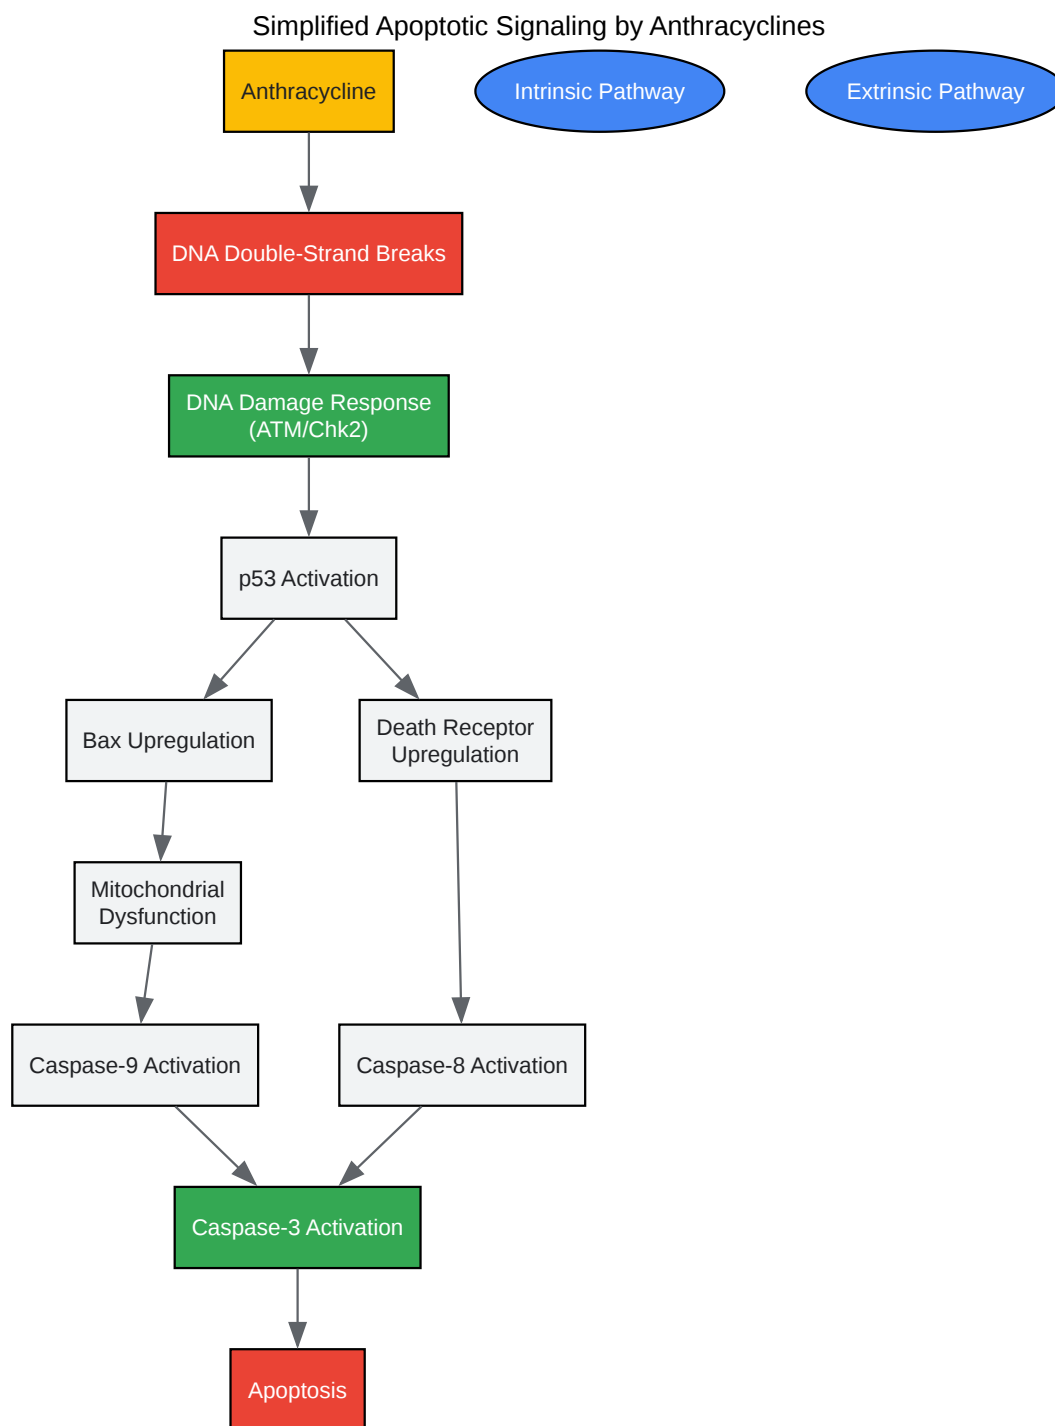 Simplified Apoptotic Signaling by Anthracyclines
Anthracycline
Intrinsic Pathway
Extrinsic Pathway
DNA Double-Strand Breaks
DNA Damage Response
(ATM/Chk2)
p53 Activation
Bax Upregulation
Death Receptor
Upregulation
Mitochondrial
Dysfunction
Caspase-9 Activation
Caspase-8 Activation
Caspase-3 Activation
Apoptosis